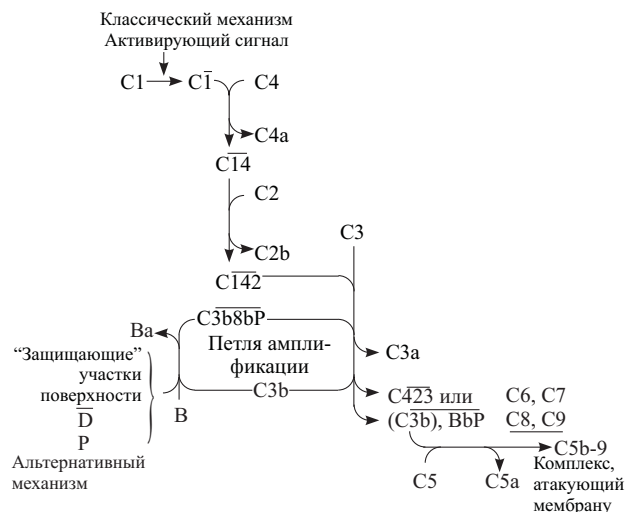 Классический механизм
Активирующий сигнал
C1 C1̅ C4
C4a
C1̅4̅
C2
C2b
C3
C1̅4̅2̅
C3̅b̅8̅b̅P̅
Ba
Петля ампли-
фикации
C3a
“Защищающие”
участки
поверхности
D̅
P
C3b
B
C4̅2̅3̅ или
(C3̅b̅)̅,̅ B̅b̅P̅
C6, C7
C8, C9
Альтернативный
механизм
C5
C5a
C5b-9
Комплекс,
атакующий
мембрану